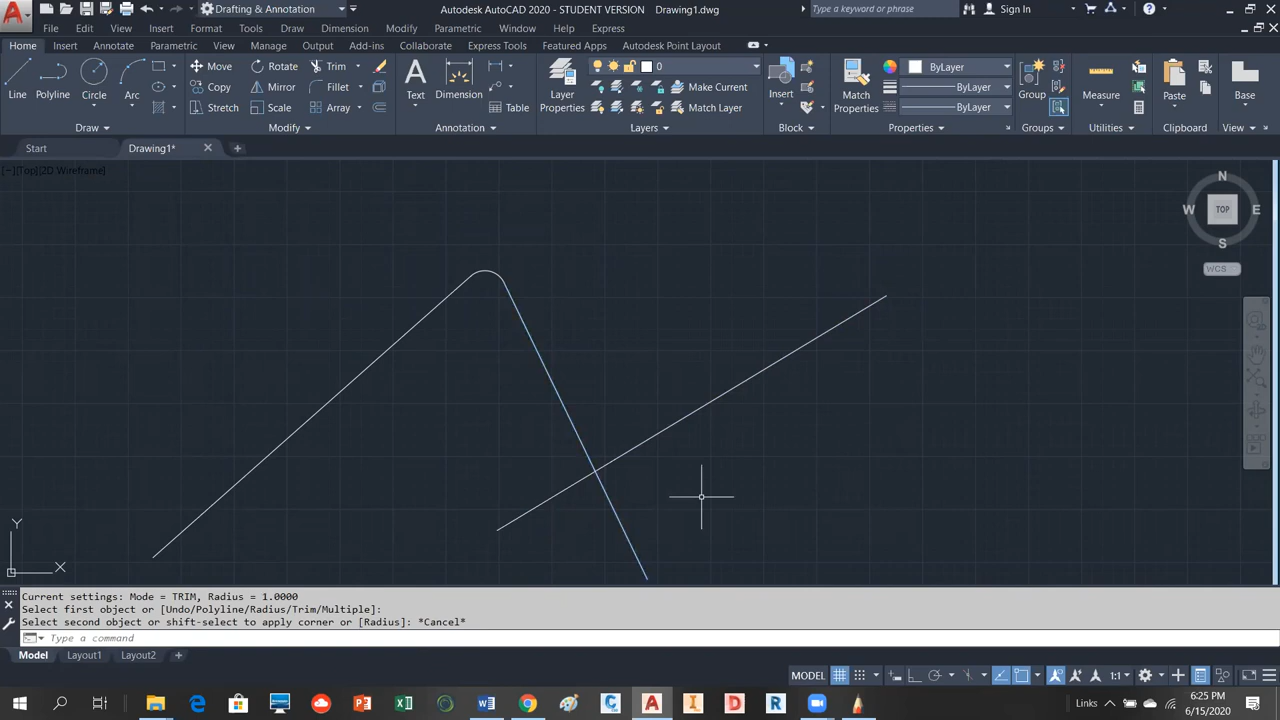 Drafting & Annotation
Autodesk AutoCAD 2020 - STUDENT VERSION Drawing1.dwg
Type a keyword or phrase
Sign In
File Edit View Insert Format Tools Draw Dimension Modify Parametric Window Help Express
Home Insert Annotate Parametric View Manage Output Add-ins Collaborate Express Tools Featured Apps Autodesk Point Layout
Line Polyline Circle Arc
Move Rotate Trim
Copy Mirror Fillet
Stretch Scale Array
Text Dimension Table
Layer Properties
0
Make Current
Match Layer
Insert
Match Properties
ByLayer
ByLayer
ByLayer
Group
Measure
Paste
Base
Draw Modify Annotation Layers Block Properties Groups Utilities Clipboard View
Start Drawing1*
[−][Top][2D Wireframe]
N
W TOP E
S
WCS
Y
X
Current settings: Mode = TRIM, Radius = 1.0000
Select first object or [Undo/Polyline/Radius/Trim/Multiple]:
Select second object or shift-select to apply corner or [Radius]: *Cancel*
Type a command
Model Layout1 Layout2
MODEL
1:1
Links
6:25 PM
6/15/2020